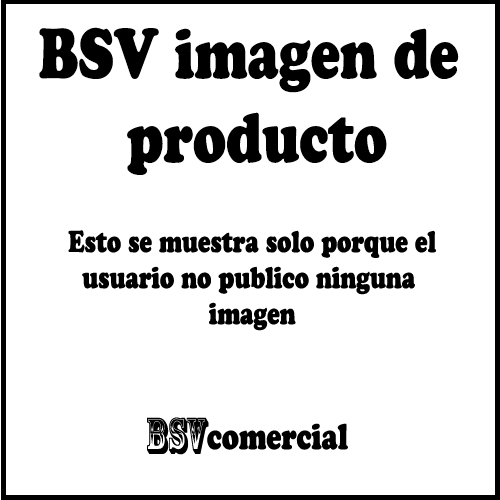 BSV imagen de
producto
Esto se muestra solo porque el
usuario no publico ninguna
imagen
BSVcomercial